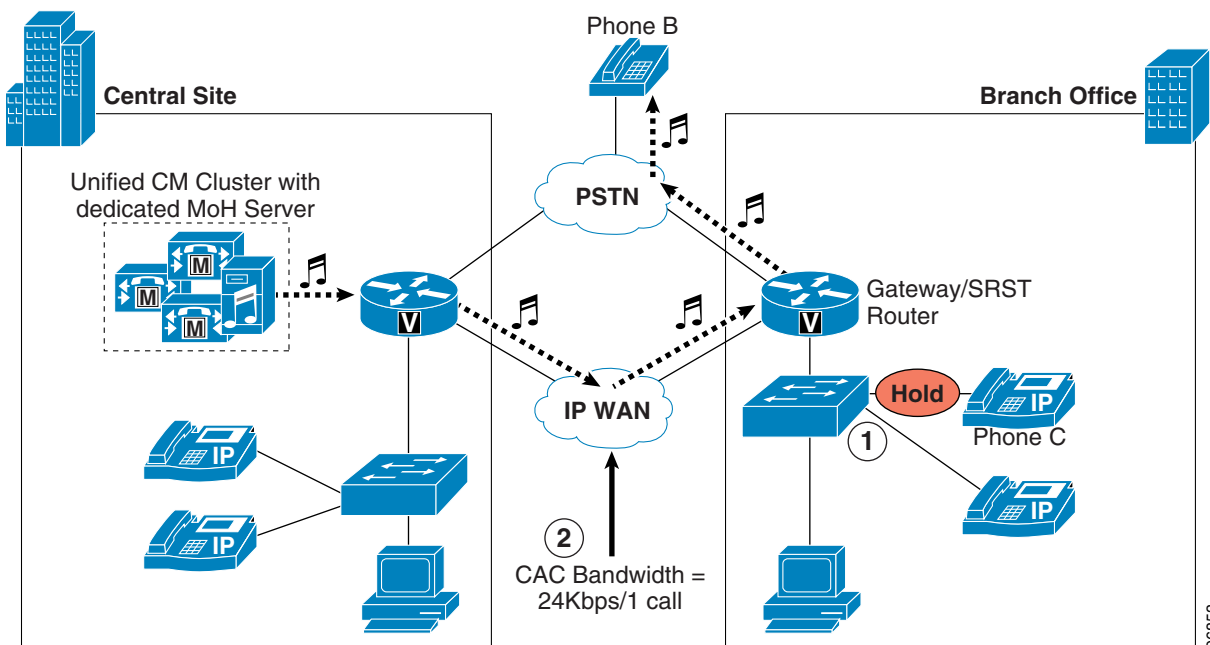 Phone B
Central Site
Branch Office
Unified CM Cluster with
dedicated MoH Server
PSTN
M
M
M
V
V
Gateway/SRST
Router
IP WAN
Hold
IP
Phone C
1
IP
IP
IP
2
CAC Bandwidth =
24Kbps/1 call